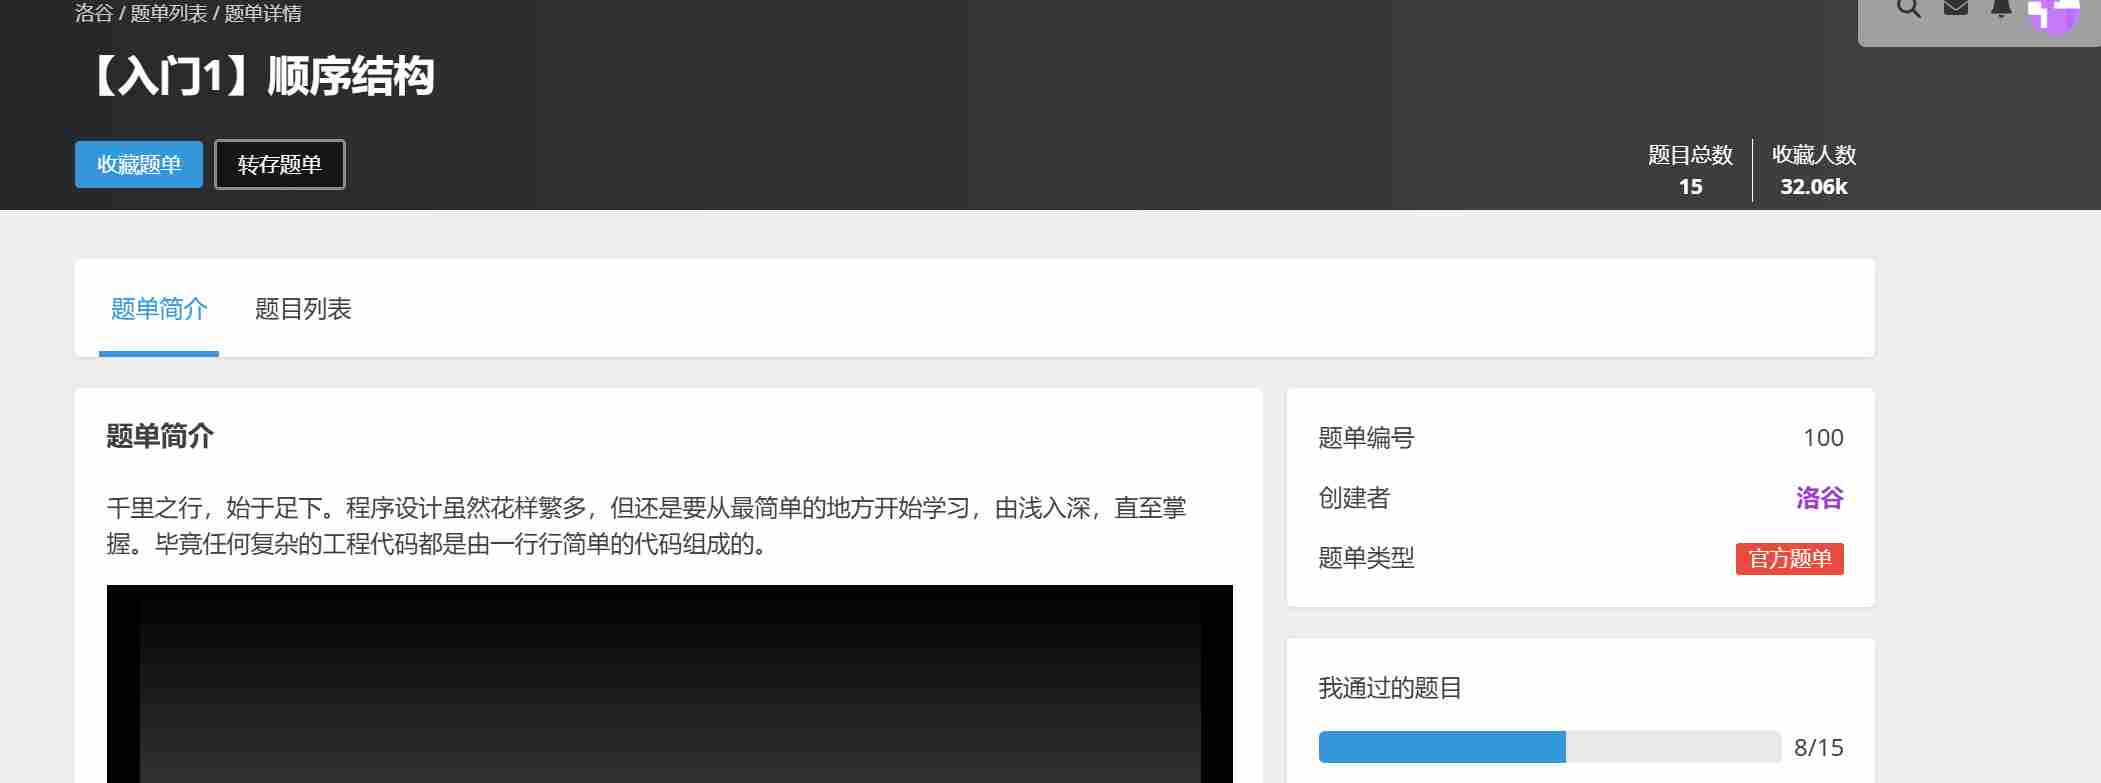 洛谷 / 题单列表 / 题单详情
【入门1】顺序结构
收藏题单
转存题单
题目总数
15
收藏人数
32.06k
题单简介
题目列表
题单简介
千里之行，始于足下。程序设计虽然花样繁多，但还是要从最简单的地方开始学习，由浅入深，直至掌
握。毕竟任何复杂的工程代码都是由一行行简单的代码组成的。
题单编号
100
创建者
洛谷
题单类型
官方题单
我通过的题目
8/15